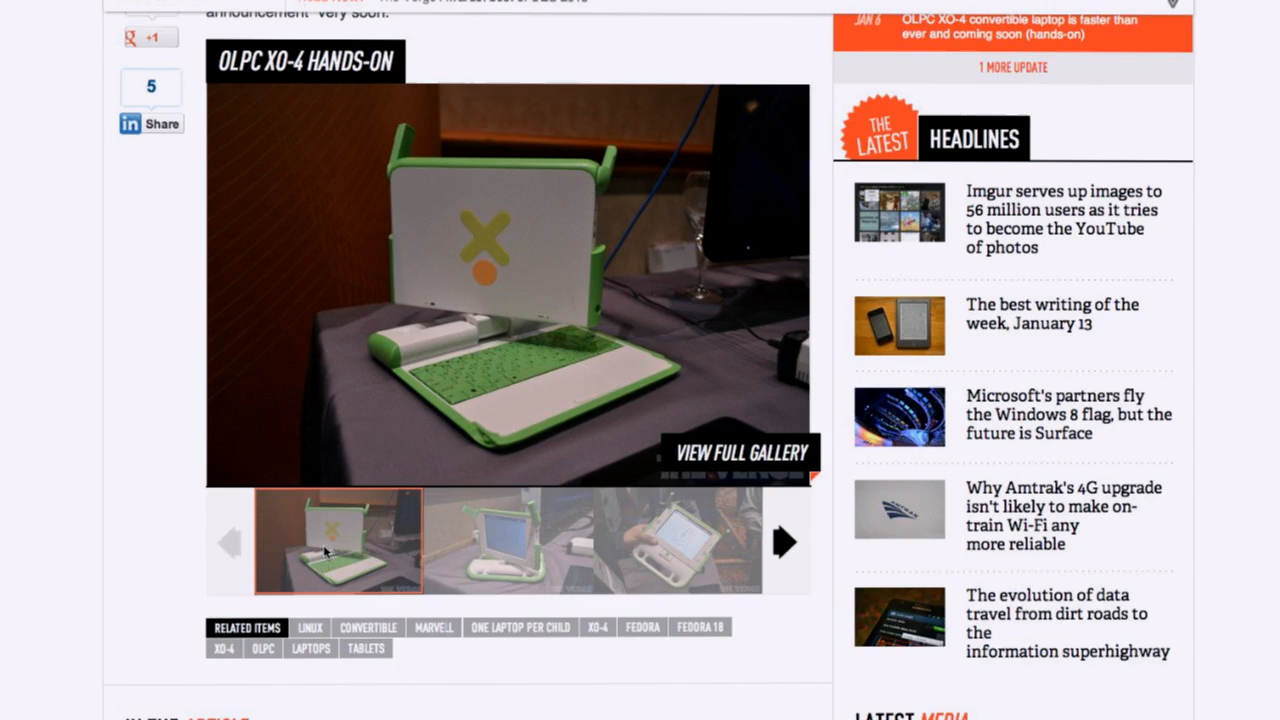 announcement "very soon."
+1
OLPC XO-4 HANDS-ON
5
in Share
VIEW FULL GALLERY
THE VERGE
RELATED ITEMS LINUX CONVERTIBLE MARVELL ONE LAPTOP PER CHILD XO-4 FEDORA FEDORA 18
XO-4 OLPC LAPTOPS TABLETS
IN THE ARTICLE
JAN 6
OLPC XO-4 convertible laptop is faster than
ever and coming soon (hands-on)
1 MORE UPDATE
THE
LATEST
HEADLINES
Imgur serves up images to
56 million users as it tries
to become the YouTube
of photos
The best writing of the
week, January 13
Microsoft's partners fly
the Windows 8 flag, but the
future is Surface
Why Amtrak's 4G upgrade
isn't likely to make on-
train Wi-Fi any
more reliable
The evolution of data
travel from dirt roads to
the
information superhighway
LATEST MEDIA